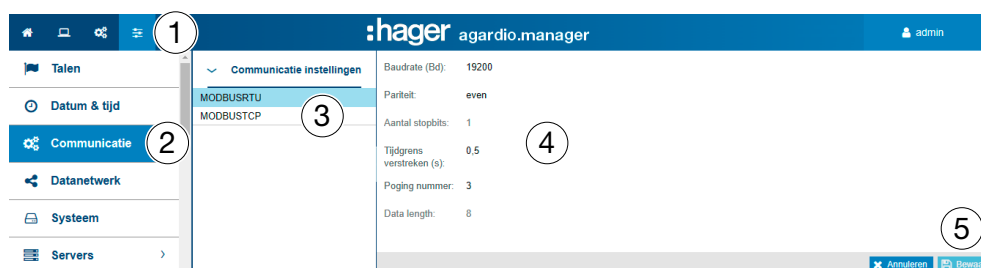 1
:hager agardio.manager
admin
Talen
Datum & tijd
Communicatie
2
Datanetwerk
Systeem
Servers
Communicatie instellingen
MODBUSRTU
MODBUSTCP
3
Baudrate (Bd): 19200
Pariteit: even
Aantal stopbits: 1
Tijdgrens
verstreken (s): 0,5
Poging nummer: 3
Data length: 8
4
5
Annuleren Bewaa